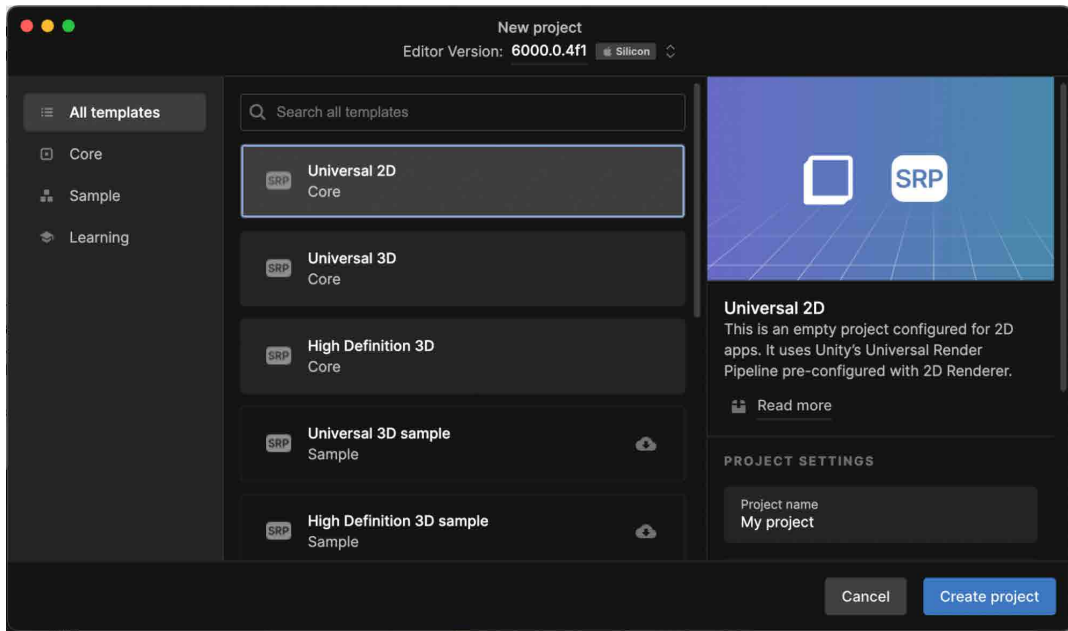 New project
Editor Version: 6000.0.4f1 Silicon
All templates
Core
Sample
Learning
Search all templates
SRP
Universal 2D
Core
SRP
Universal 3D
Core
SRP
High Definition 3D
Core
SRP
Universal 3D sample
Sample
SRP
High Definition 3D sample
Sample
SRP
Universal 2D
This is an empty project configured for 2D
apps. It uses Unity's Universal Render
Pipeline pre-configured with 2D Renderer.
Read more
PROJECT SETTINGS
Project name
My project
Cancel
Create project